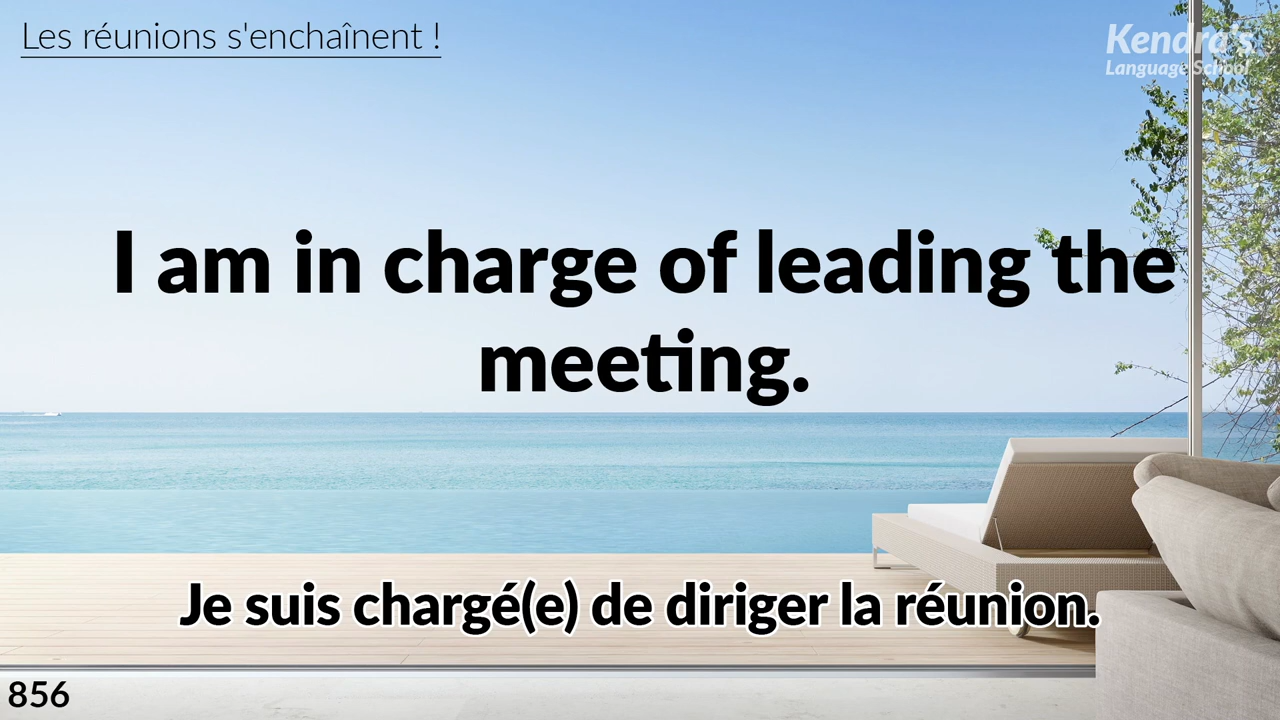 Les réunions s'enchaînent !
Kendra's
Language School
I am in charge of leading the
meeting.
Je suis chargé(e) de diriger la réunion.
856